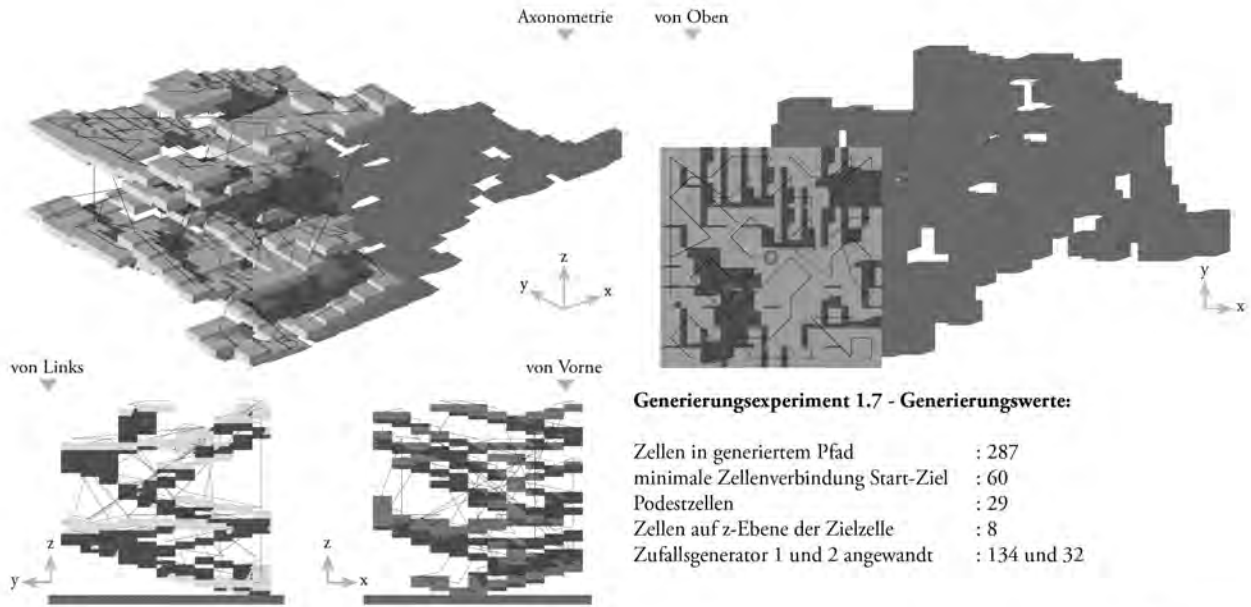 Axonometrie
von Oben
z
y
x
y
x
von Links
von Vorne
z
y
z
x
Generierungsexperiment 1.7 - Generierungswerte:
Zellen in generiertem Pfad : 287
minimale Zellenverbindung Start-Ziel : 60
Podestzellen : 29
Zellen auf z-Ebene der Zielzelle : 8
Zufallsgenerator 1 und 2 angewandt : 134 und 32